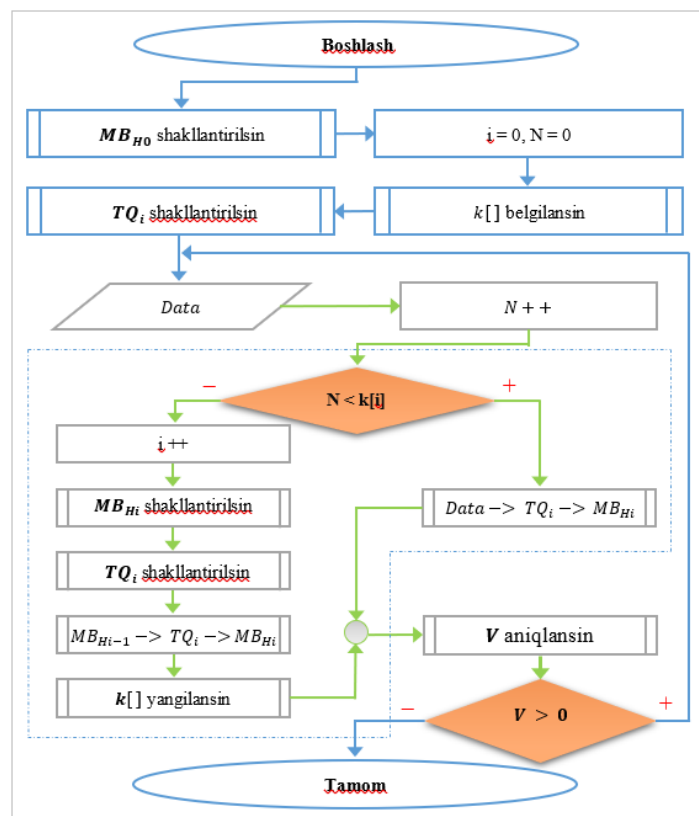 Boshlash
MB_H0 shakllantirilsin
i = 0, N = 0
TQ_i shakllantirilsin
k[ ] belgilansin
Data
N + +
N < k[i]
−
+
i ++
MB_Hi shakllantirilsin
Data −> TQ_i −> MB_Hi
TQ_i shakllantirilsin
MB_Hi−1 −> TQ_i −> MB_Hi
V aniqlansin
k[ ] yangilansin
V > 0
−
+
Tamom